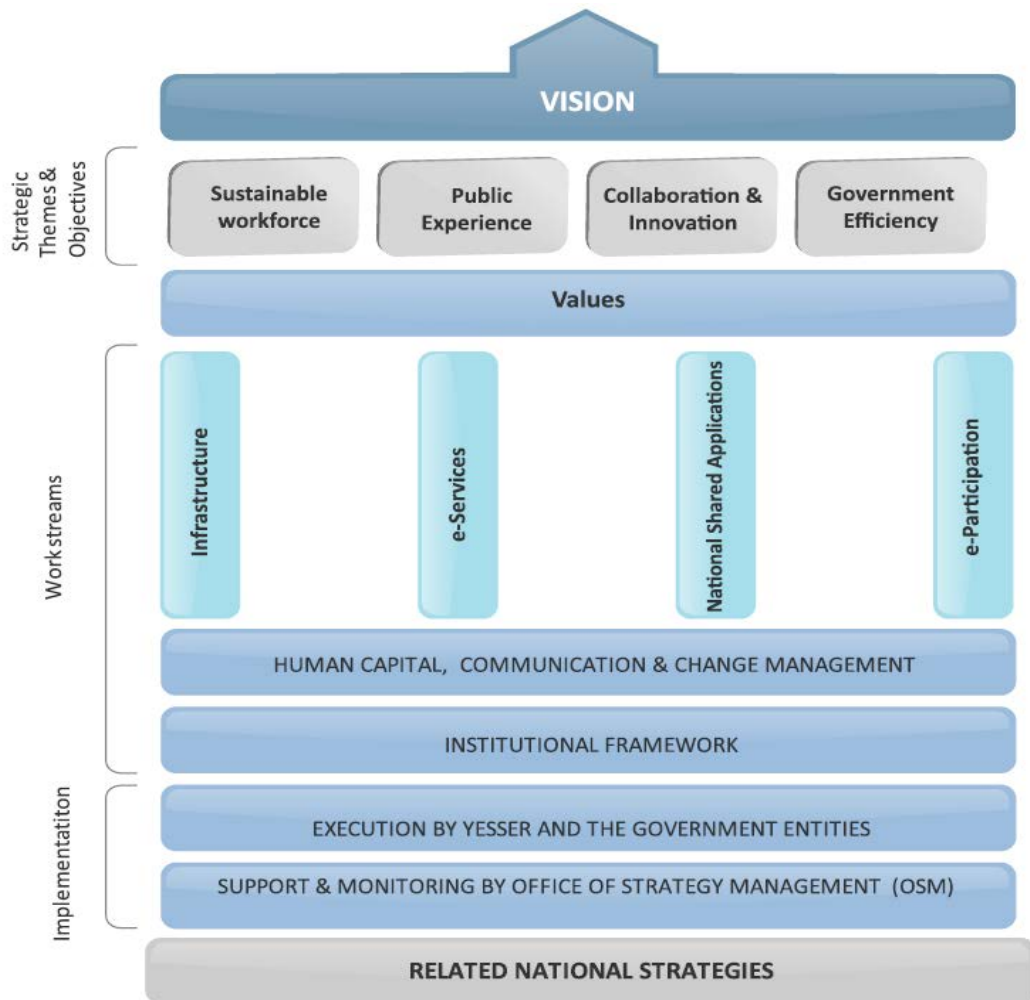 VISION
Strategic
Themes &
Objectives
Sustainable
workforce
Public
Experience
Collaboration &
Innovation
Government
Efficiency
Values
Workstreams
Infrastructure
e-Services
National Shared Applications
e-Participation
HUMAN CAPITAL, COMMUNICATION & CHANGE MANAGEMENT
INSTITUTIONAL FRAMEWORK
Implementatiton
EXECUTION BY YESSER AND THE GOVERNMENT ENTITIES
SUPPORT & MONITORING BY OFFICE OF STRATEGY MANAGEMENT (OSM)
RELATED NATIONAL STRATEGIES